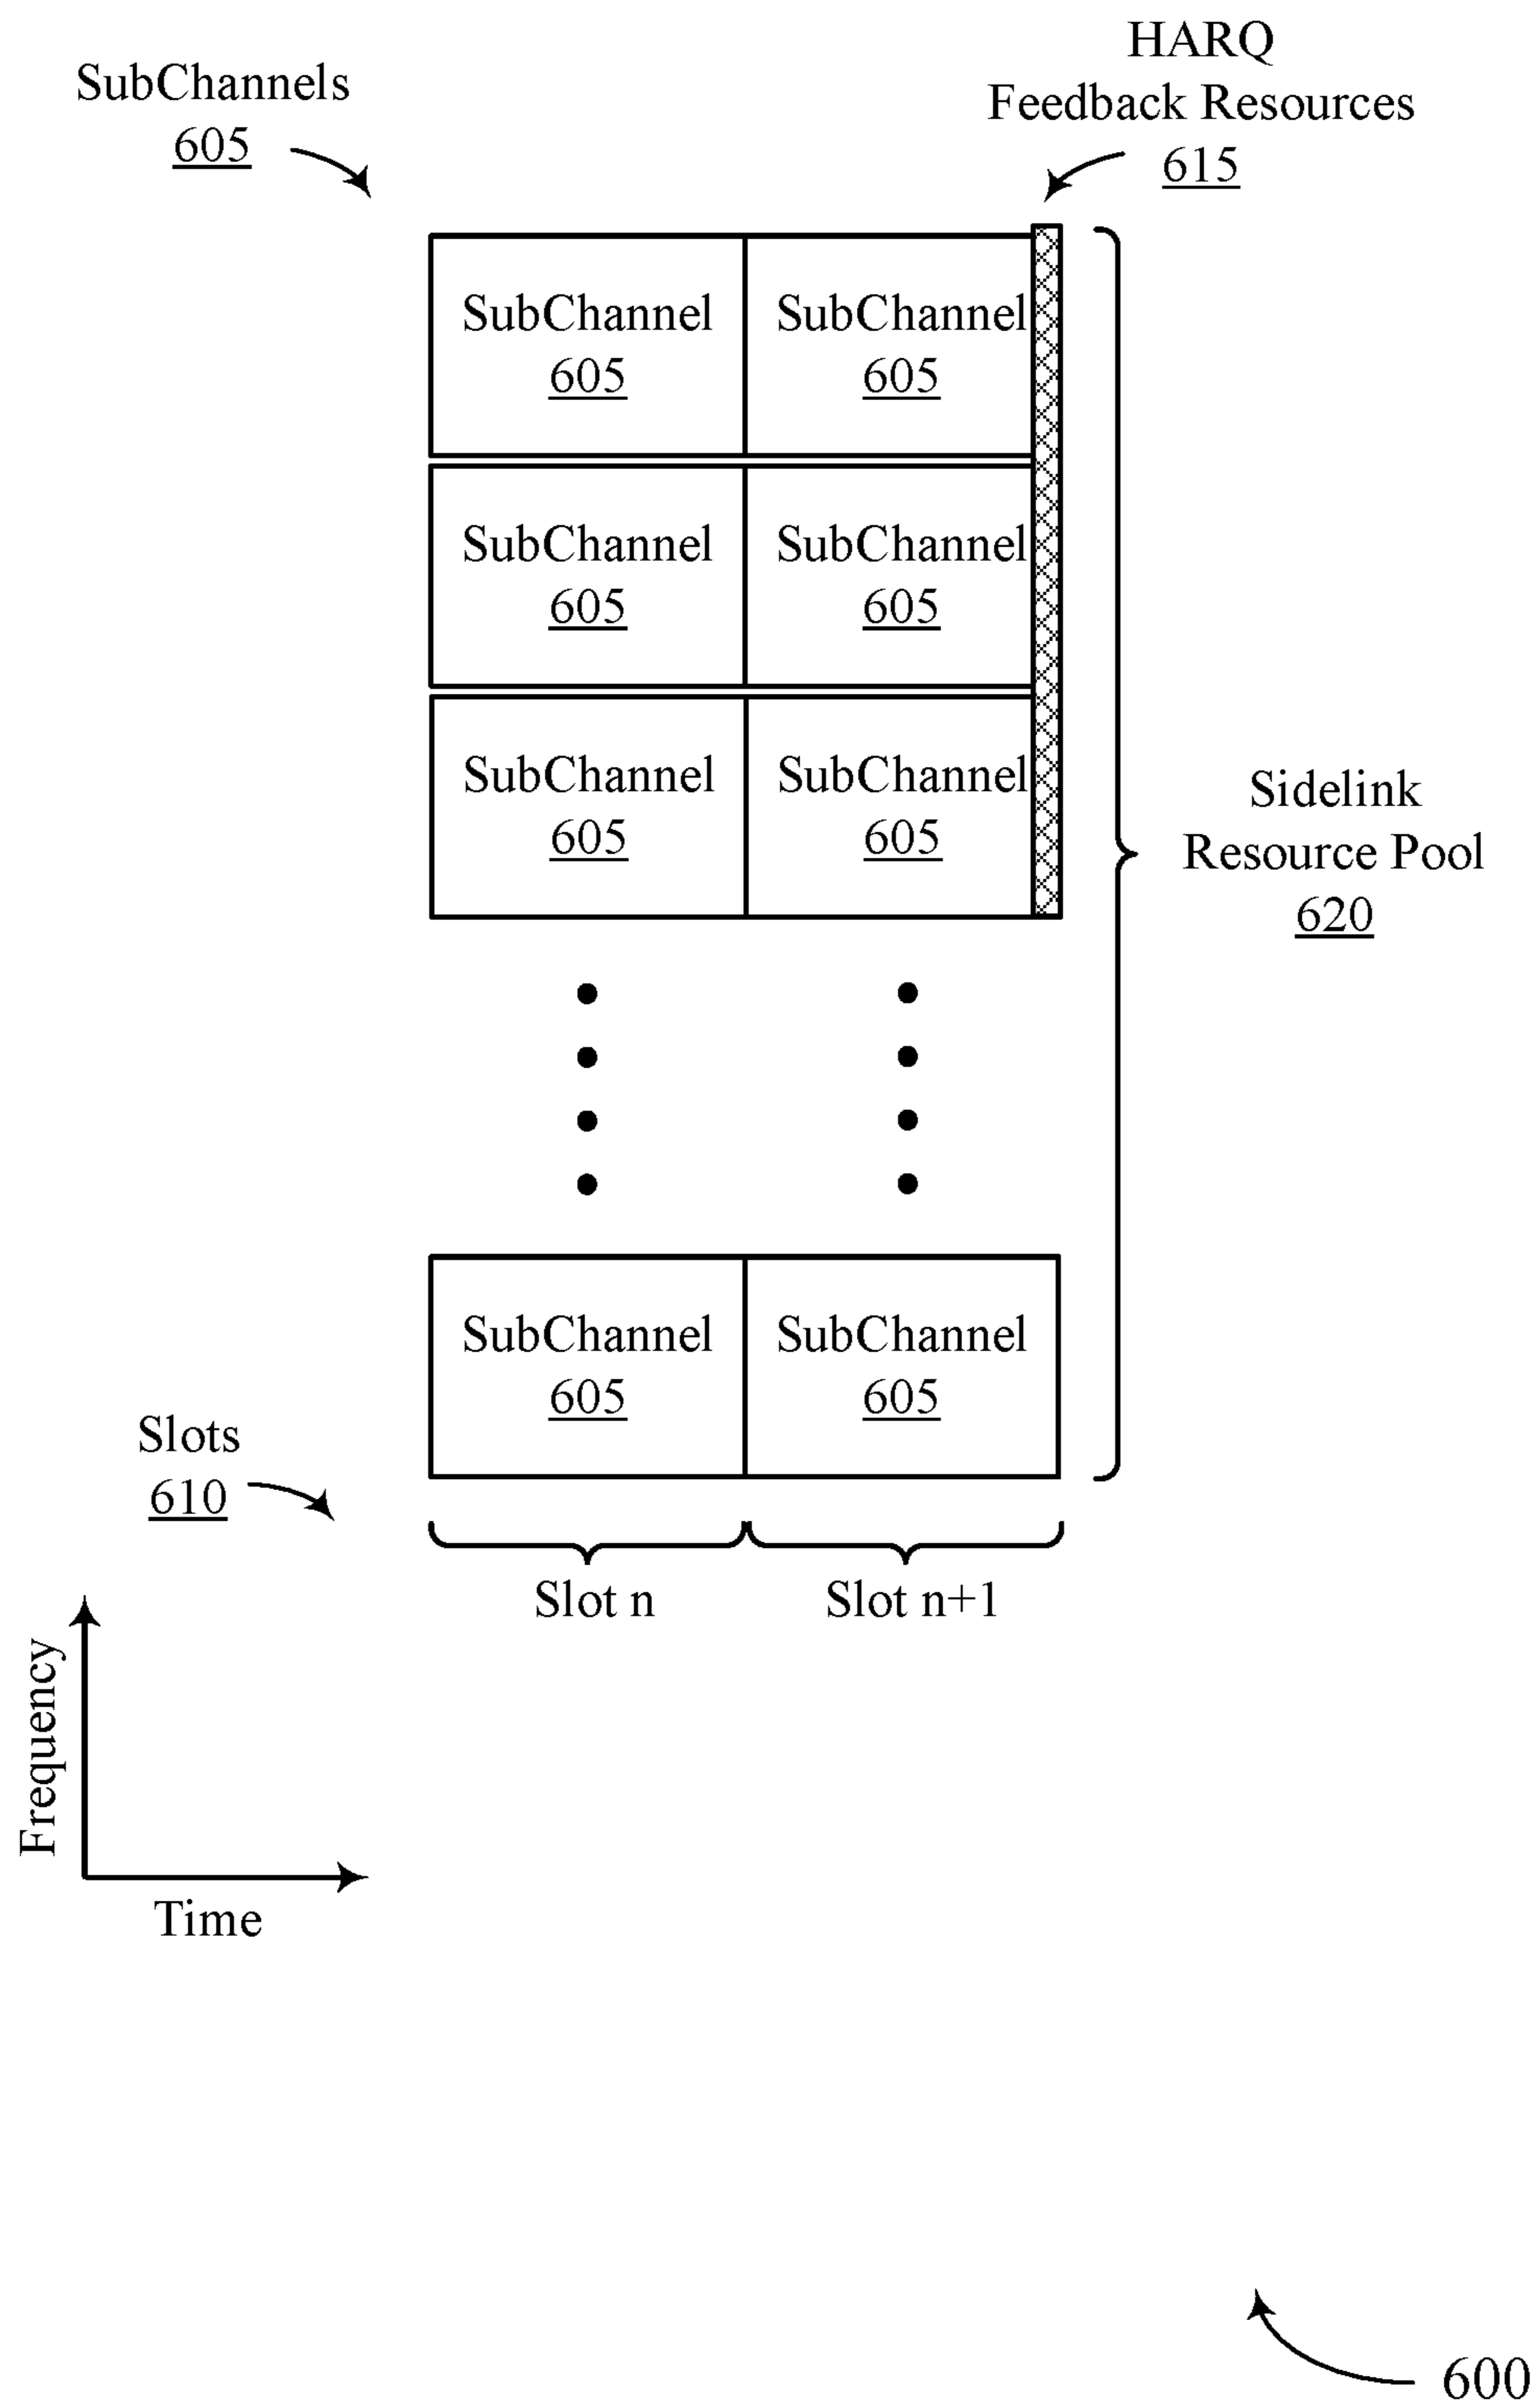 HARQ
Feedback Resources
615
SubChannels
605
SubChannel
605
SubChannel
605
SubChannel
605
SubChannel
605
SubChannel
605
SubChannel
605
Sidelink
Resource Pool
620
SubChannel
605
SubChannel
605
Slots
610
Slot n
Slot n+1
Frequency
Time
600